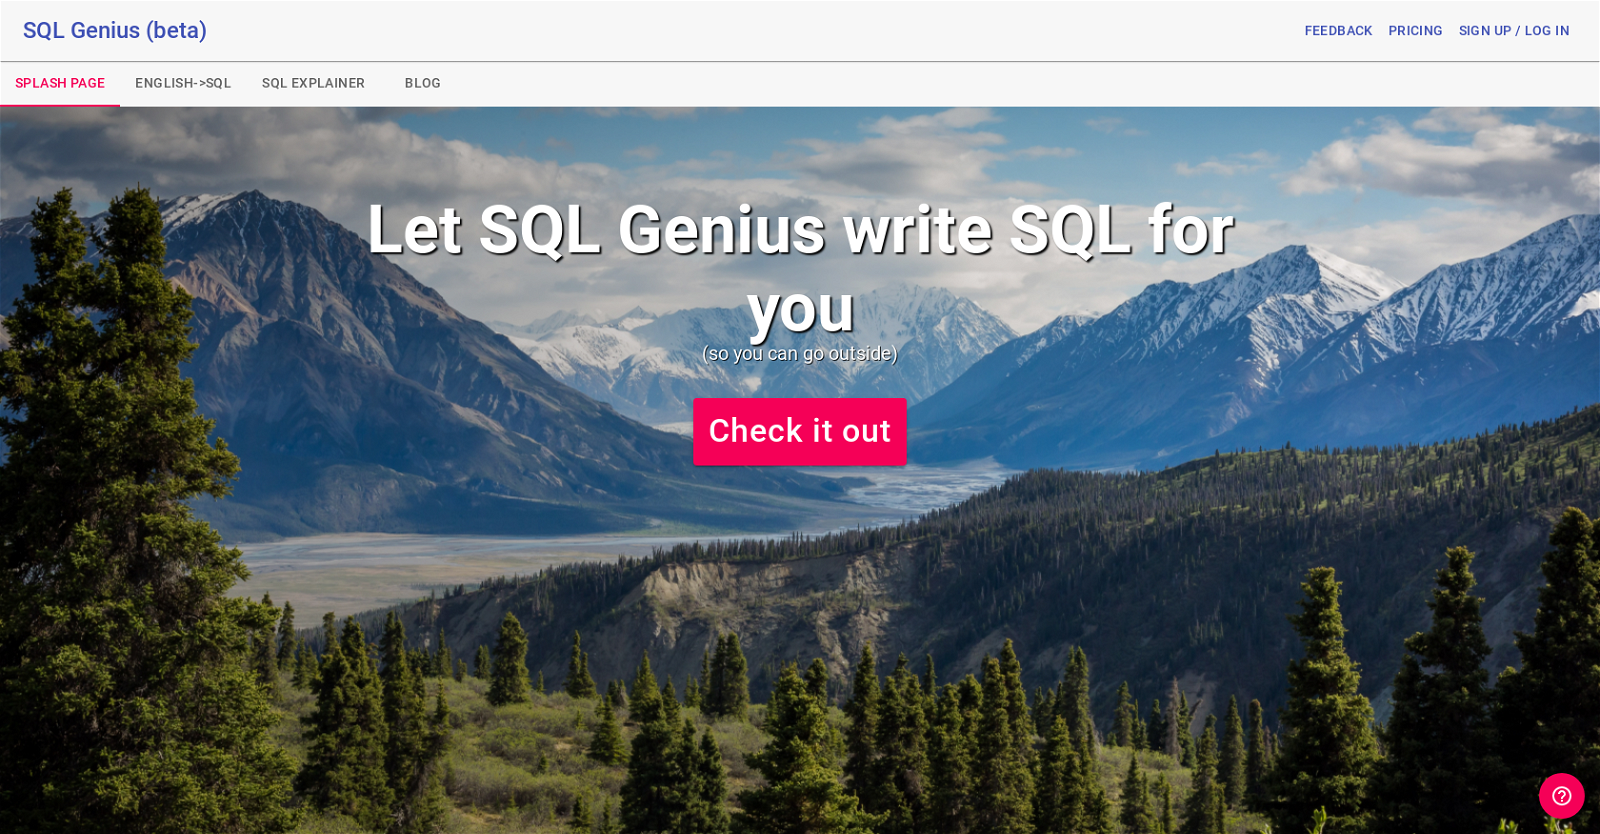 SQL Genius (beta)
FEEDBACK PRICING SIGN UP / LOG IN
SPLASH PAGE ENGLISH->SQL SQL EXPLAINER BLOG
Let SQL Genius write SQL for
you
(so you can go outside)
Check it out